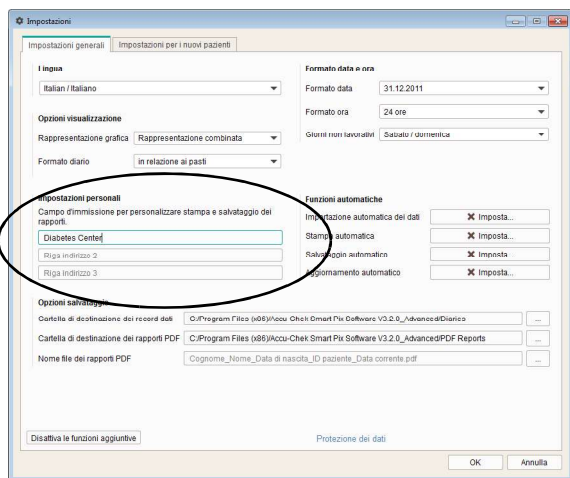 Impostazioni
Impostazioni generali
Impostazioni per i nuovi pazienti
Lingua
Italian / Italiano
Opzioni visualizzazione
Rappresentazione grafica Rappresentazione combinata
Formato diario in relazione ai pasti
Formato data e ora
Formato data 31.12.2011
Formato ora 24 ore
Giorni non lavorativi Sabato / domenica
Impostazioni personali
Campo d'immissione per personalizzare stampa e salvataggio dei
rapporti.
Diabetes Center
Riga indirizzo 2
Riga indirizzo 3
Funzioni automatiche
Importazione automatica dei dati Imposta...
Stampa automatica Imposta...
Salvataggio automatico Imposta...
Aggiornamento automatico Imposta...
Opzioni salvataggio
Cartella di destinazione dei record dati C:/Program Files (x86)/Accu-Chek Smart Pix Software V3.2.0_Advanced/Diaries ...
Cartella di destinazione dei rapporti PDF C:/Program Files (x86)/Accu-Chek Smart Pix Software V3.2.0_Advanced/PDF Reports ...
Nome file dei rapporti PDF Cognome_Nome_Data di nascita_ID paziente_Data corrente.pdf ...
Disattiva le funzioni aggiuntive
Protezione dei dati
OK Annulla